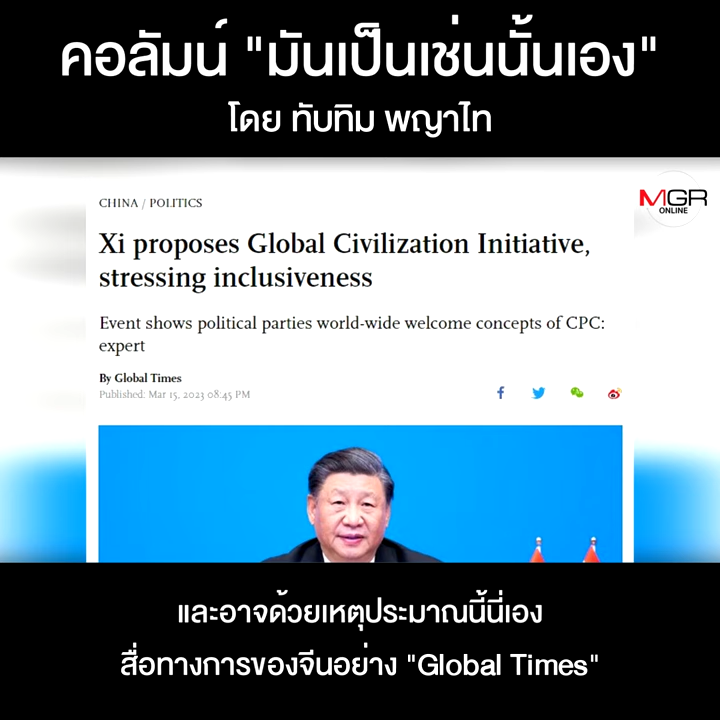 คอลัมน์ "มันเป็นเช่นนั้นเอง"
โดย ทับทิม พญาไท
MGR
ONLINE
CHINA / POLITICS
Xi proposes Global Civilization Initiative,
stressing inclusiveness
Event shows political parties world-wide welcome concepts of CPC:
expert
By Global Times
Published: Mar 15, 2023 08:45 PM
และอาจด้วยเหตุประมาณนี้นี่เอง
สื่อทางการของจีนอย่าง "Global Times"